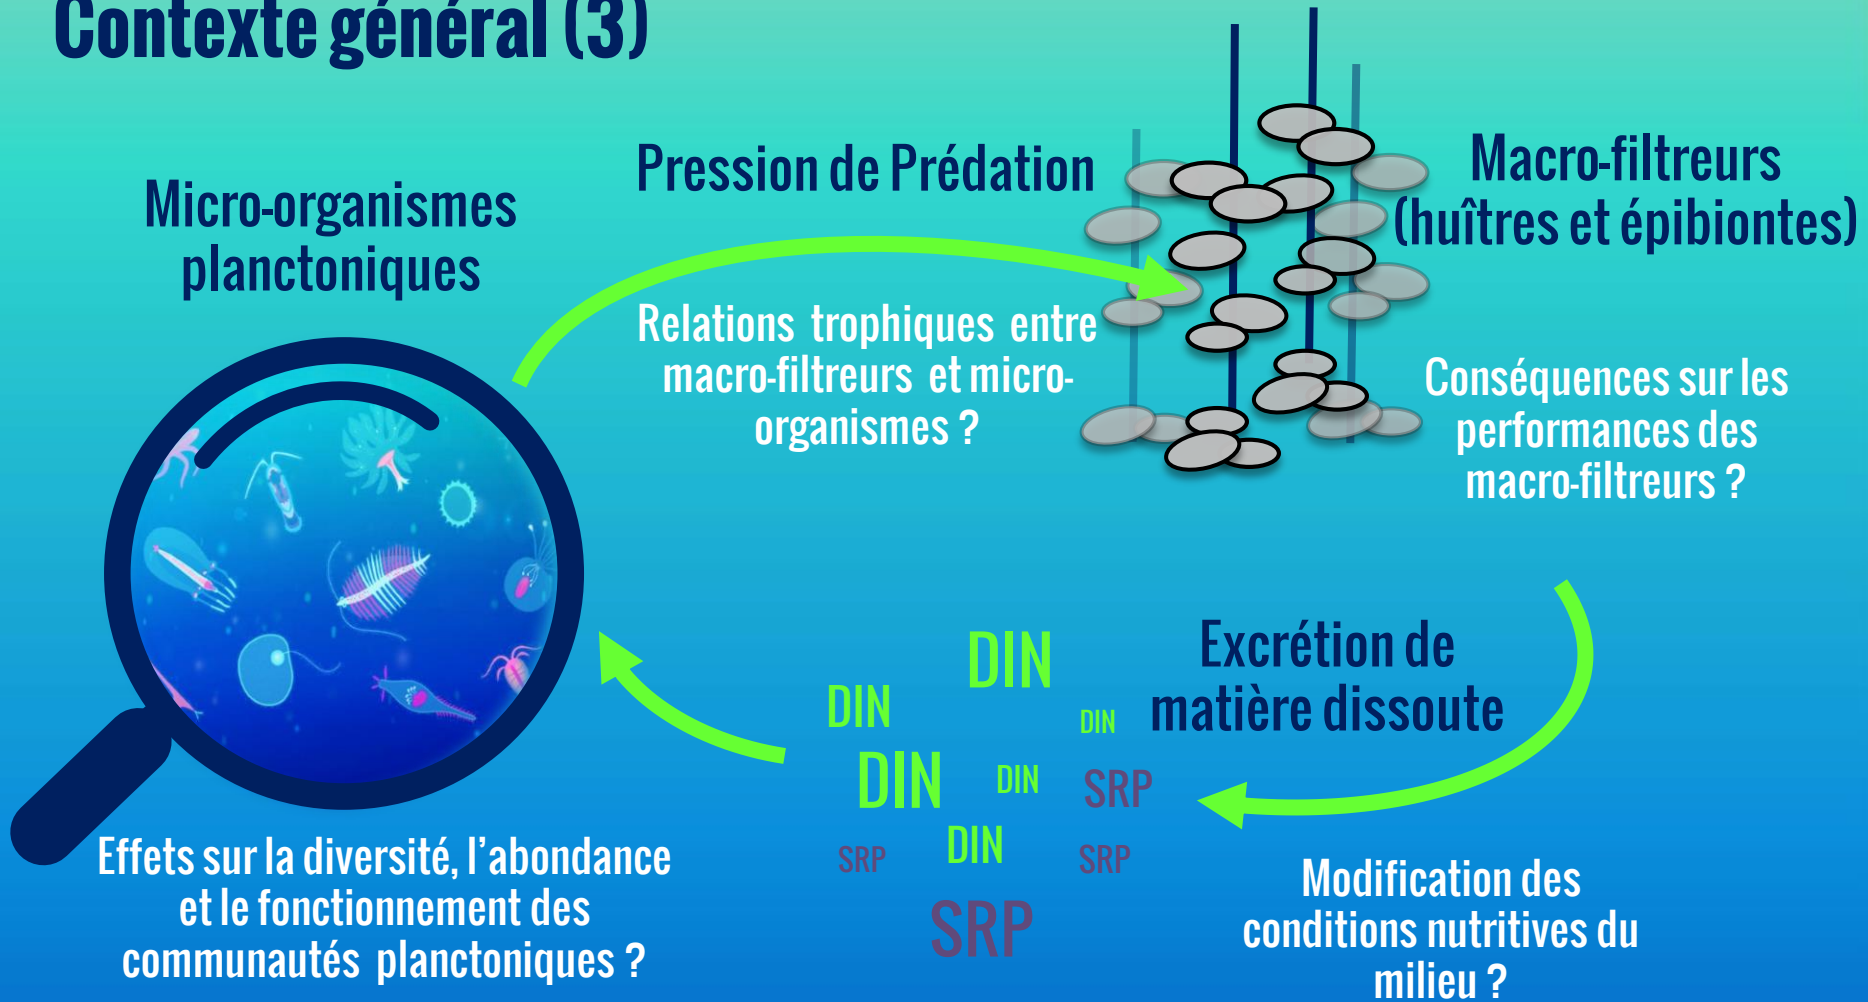 Contexte général (3)
Micro-organismes
planctoniques
Pression de Prédation
Macro-filtreurs
(huîtres et épibiontes)
Relations trophiques entre
macro-filtreurs et micro-
organismes ?
Conséquences sur les
performances des
macro-filtreurs ?
Excrétion de
matière dissoute
DIN
DIN
DIN
DIN
DIN
SRP
DIN
SRP
SRP
SRP
Effets sur la diversité, l'abondance
et le fonctionnement des
communautés planctoniques ?
Modification des
conditions nutritives du
milieu ?